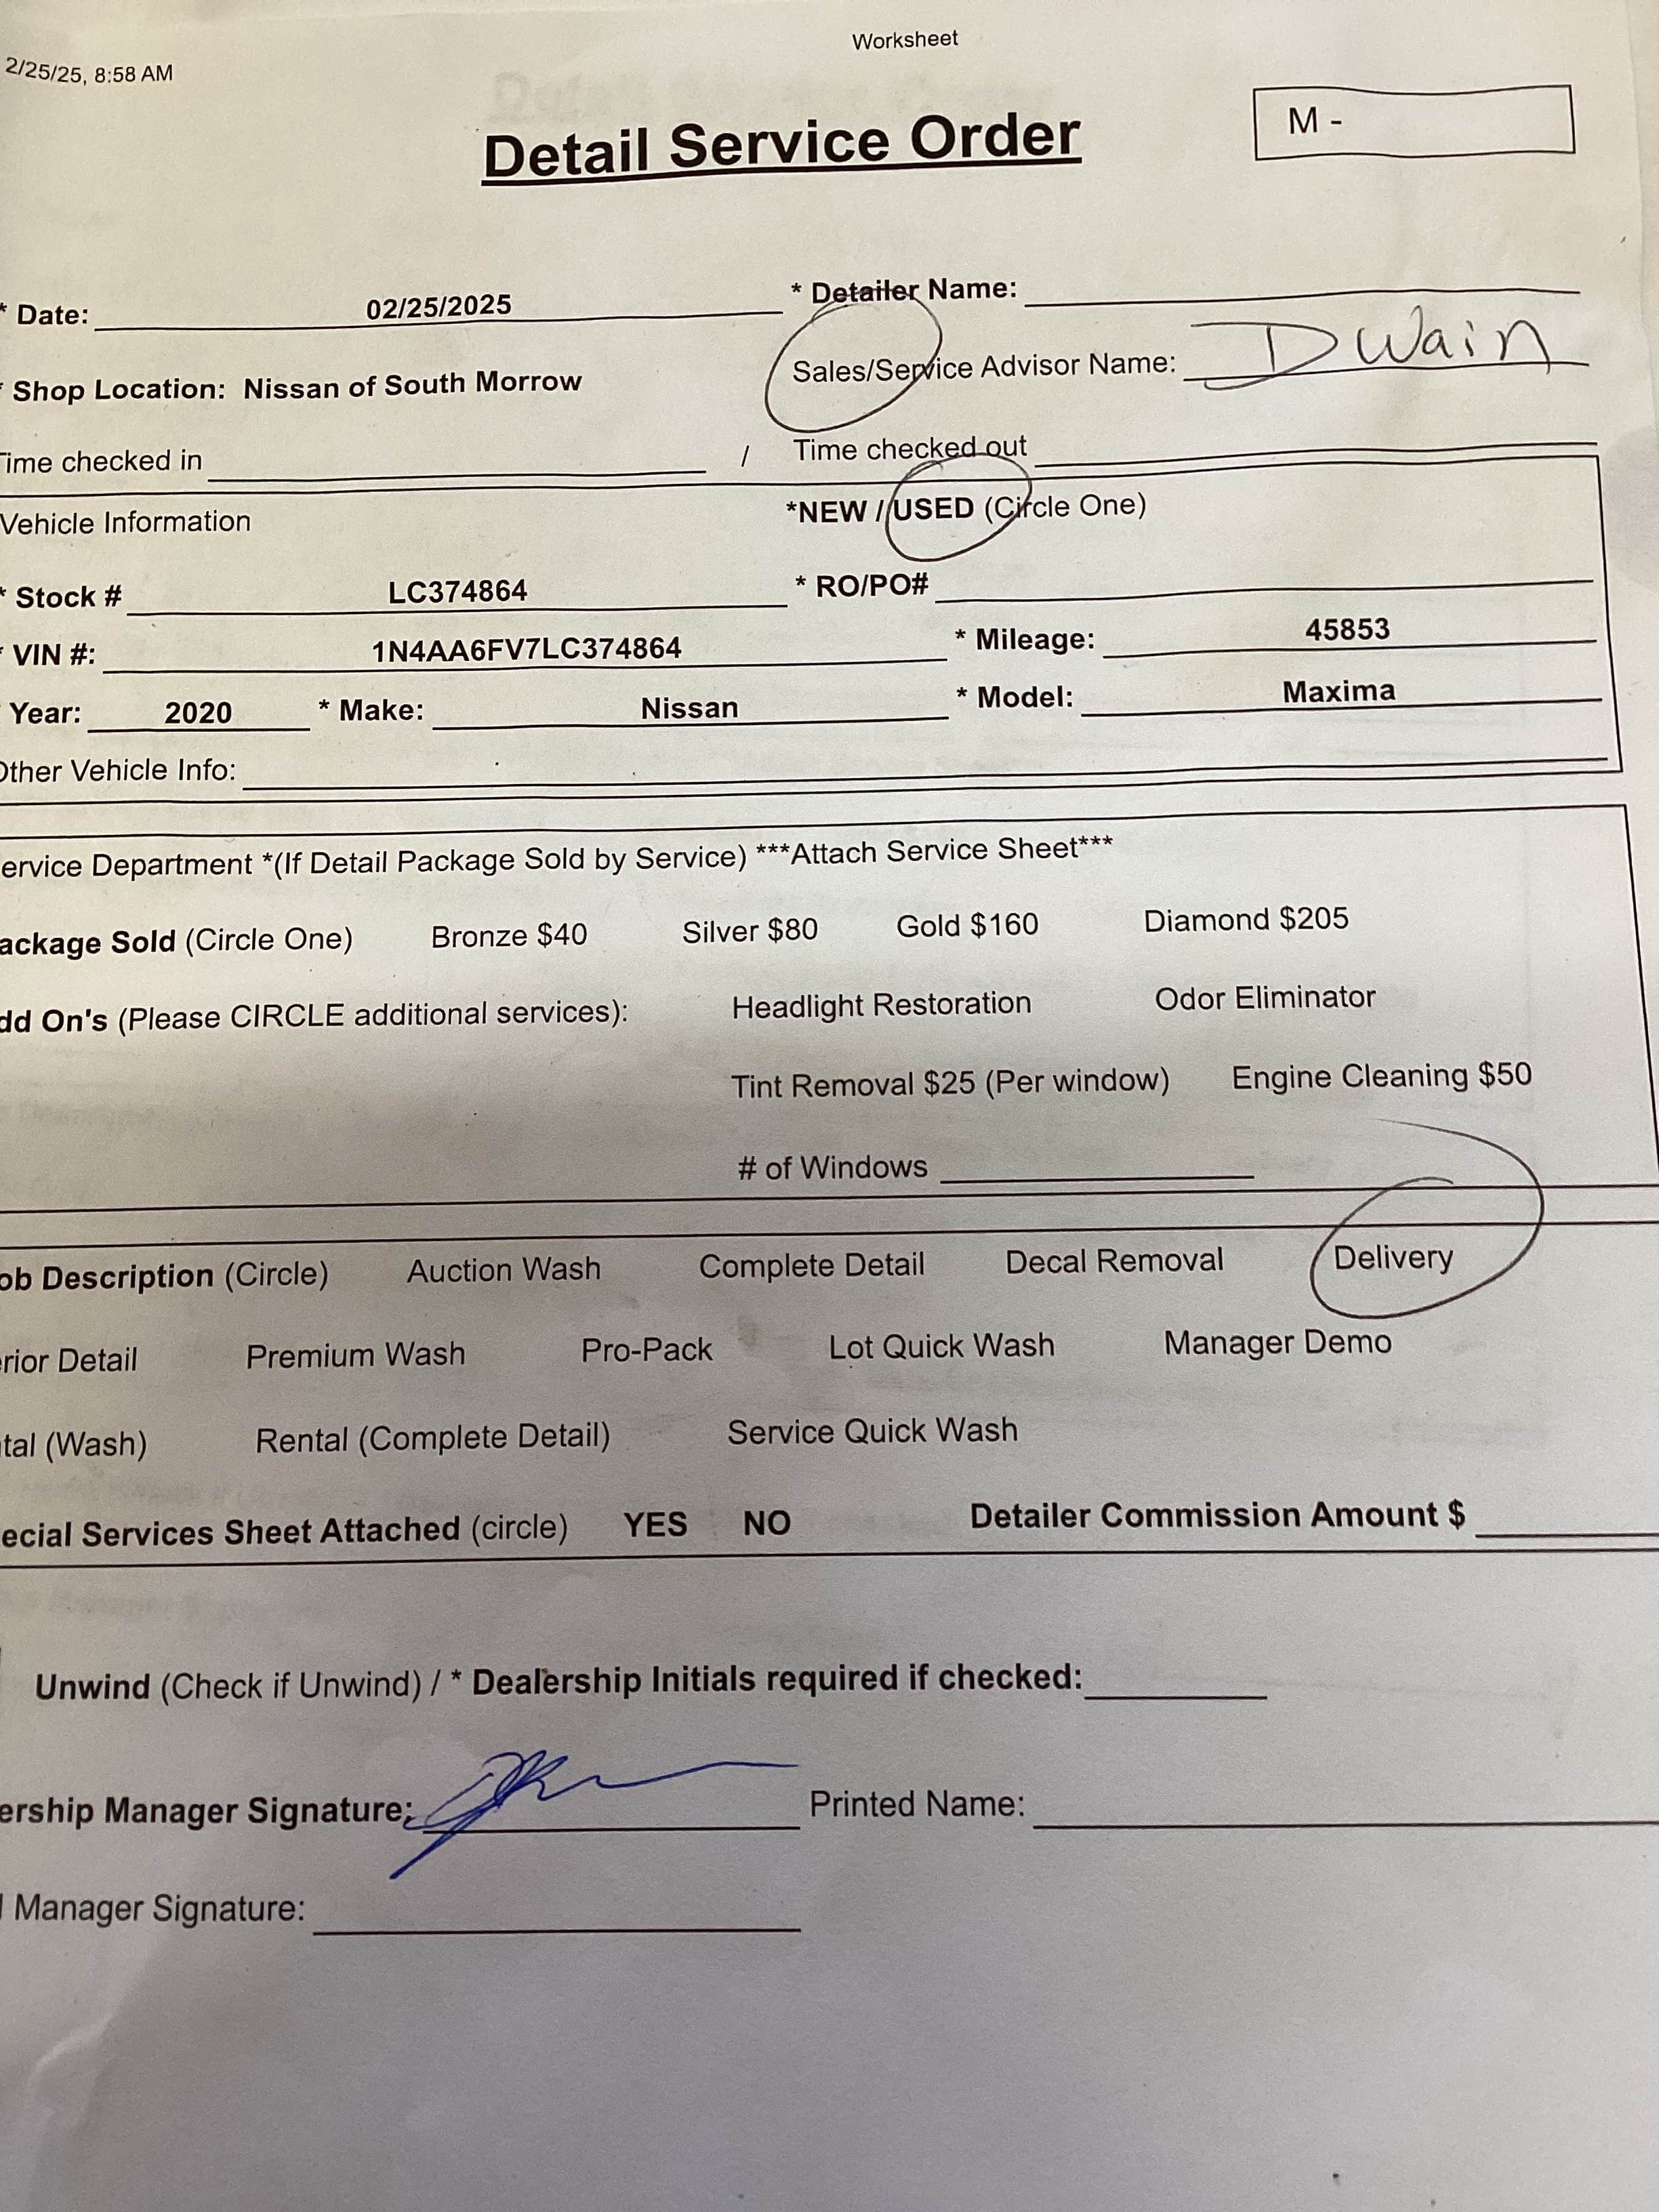 Worksheet
2/25/25, 8:58 AM
Detail Service Order
M -
* Date: 02/25/2025 * Detailer Name:
* Shop Location: Nissan of South Morrow Sales/Service Advisor Name: Dwain
Time checked in / Time checked out
Vehicle Information *NEW / USED (Circle One)
* Stock # LC374864 * RO/PO#
* VIN #: 1N4AA6FV7LC374864 * Mileage: 45853
Year: 2020 * Make: Nissan * Model: Maxima
Other Vehicle Info:
ervice Department *(If Detail Package Sold by Service) ***Attach Service Sheet***
ackage Sold (Circle One) Bronze $40 Silver $80 Gold $160 Diamond $205
dd On's (Please CIRCLE additional services): Headlight Restoration Odor Eliminator
Tint Removal $25 (Per window) Engine Cleaning $50
# of Windows
ob Description (Circle) Auction Wash Complete Detail Decal Removal Delivery
rior Detail Premium Wash Pro-Pack Lot Quick Wash Manager Demo
tal (Wash) Rental (Complete Detail) Service Quick Wash
ecial Services Sheet Attached (circle) YES NO Detailer Commission Amount $
Unwind (Check if Unwind) / * Dealership Initials required if checked:
ership Manager Signature: Printed Name:
Manager Signature: